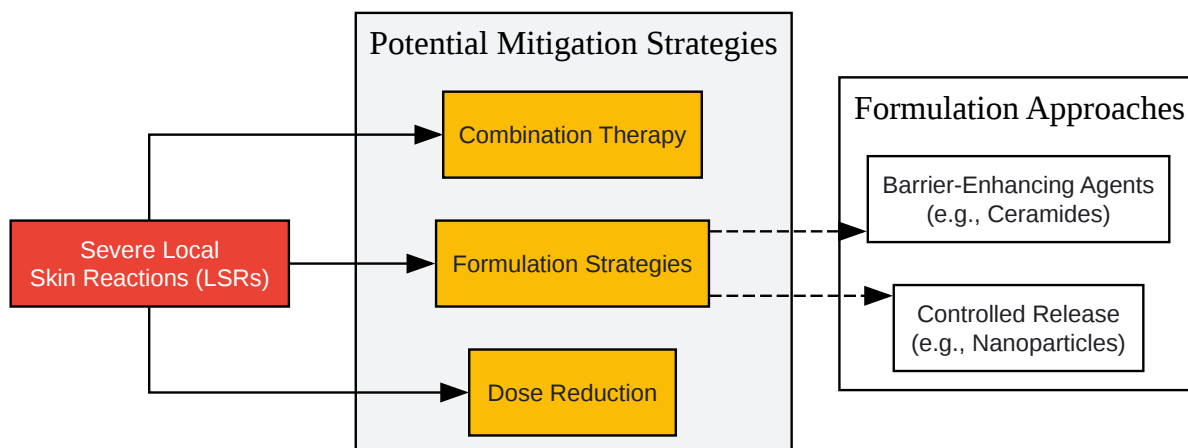 Potential Mitigation Strategies
Combination Therapy
Formulation Strategies
Dose Reduction
Severe Local
Skin Reactions (LSRs)
Formulation Approaches
Barrier-Enhancing Agents
(e.g., Ceramides)
Controlled Release
(e.g., Nanoparticles)